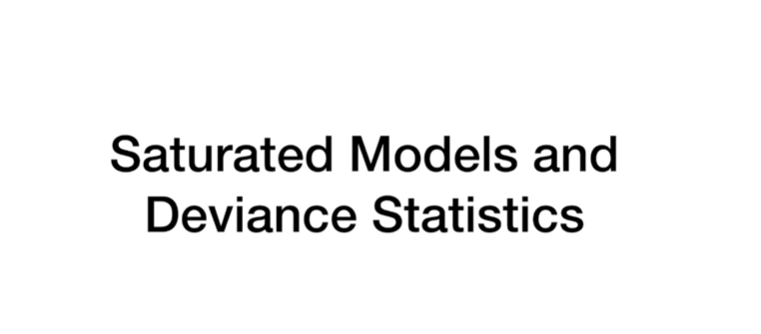 Saturated Models and
Deviance Statistics